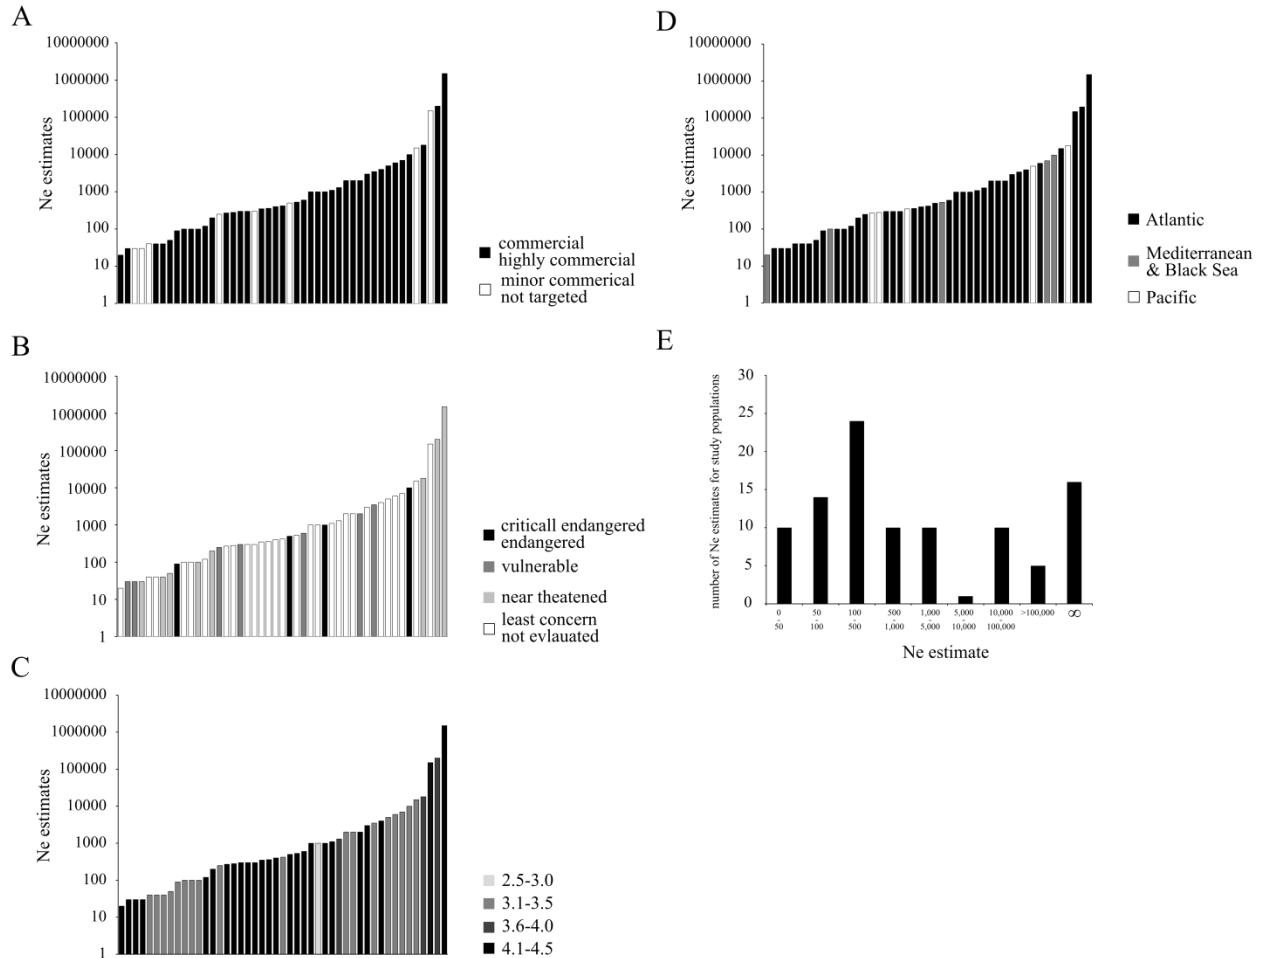 A
10000000
1000000
100000
10000
1000
100
10
1
Ne estimates
commercial
highly commercial
minor commerical
not targeted
B
10000000
1000000
100000
10000
1000
100
10
1
Ne estimates
criticall endangered
endangered
vulnerable
near theatened
least concern
not evlauated
C
10000000
1000000
100000
10000
1000
100
10
1
Ne estimates
2.5-3.0
3.1-3.5
3.6-4.0
4.1-4.5
D
10000000
1000000
100000
10000
1000
100
10
1
Ne estimates
Atlantic
Mediterranean
& Black Sea
Pacific
E
number of Ne estimates for study populations
30
25
20
15
10
5
0
0 - 50
50 - 100
100 - 500
500 - 1,000
1,000 - 5,000
5,000 - 10,000
10,000 - 100,000
>100,000
∞
Ne estimate